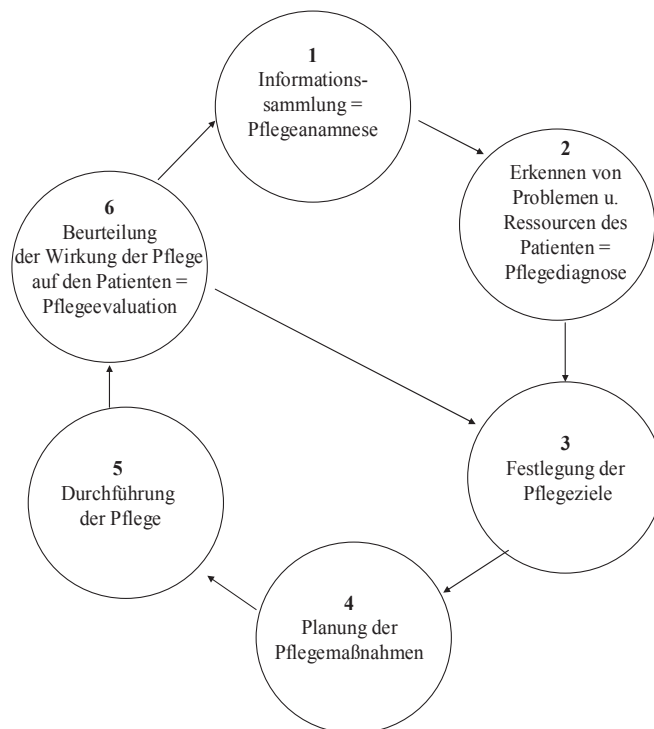 1
Informations-
sammlung =
Pflegeanamnese
2
Erkennen von
Problemen u.
Ressourcen des
Patienten =
Pflegediagnose
3
Festlegung der
Pflegeziele
4
Planung der
Pflegemaßnahmen
5
Durchführung
der Pflege
6
Beurteilung
der Wirkung der Pflege
auf den Patienten =
Pflegeevaluation